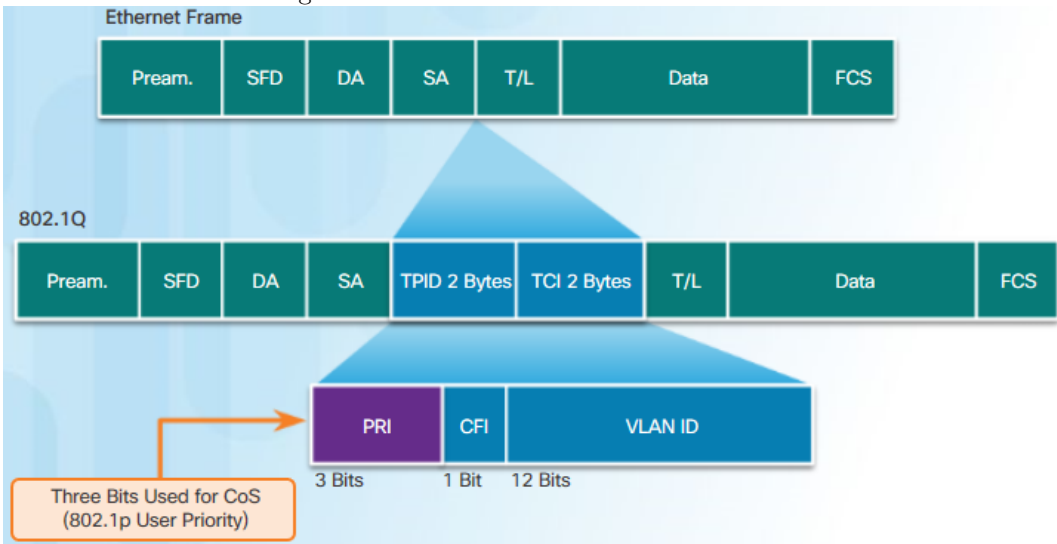 Ethernet Frame
Pream. SFD DA SA T/L Data FCS
802.1Q
Pream. SFD DA SA TPID 2 Bytes TCI 2 Bytes T/L Data FCS
PRI CFI VLAN ID
3 Bits 1 Bit 12 Bits
Three Bits Used for CoS
(802.1p User Priority)